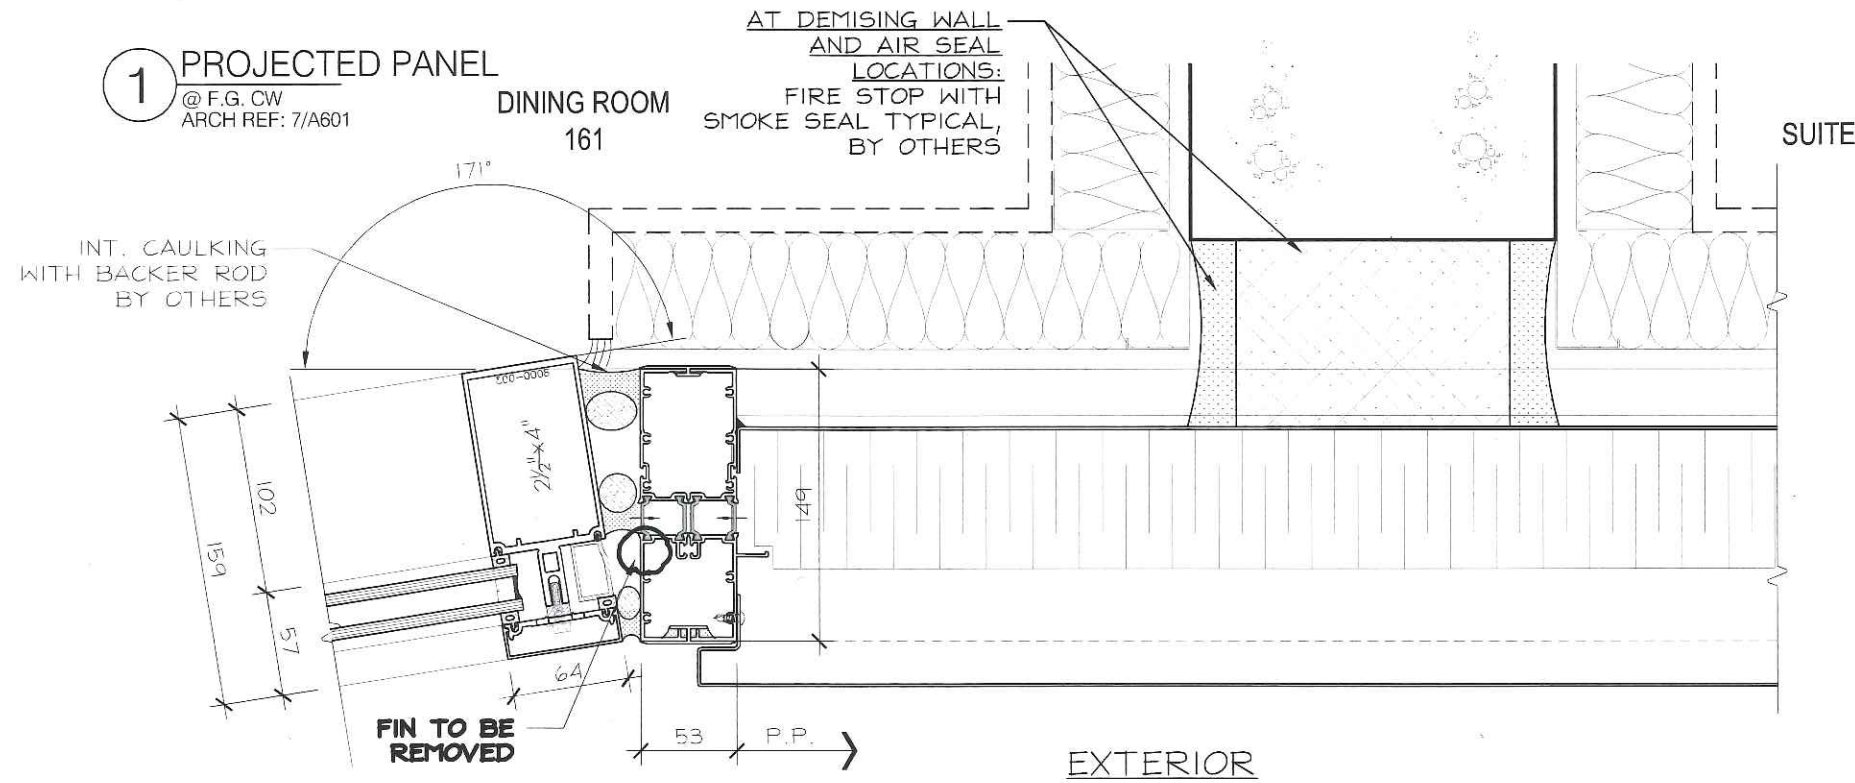 1
PROJECTED PANEL
@ F.G. CW
ARCH REF: 7/A601
DINING ROOM
161
AT DEMISING WALL
AND AIR SEAL
LOCATIONS:
FIRE STOP WITH
SMOKE SEAL TYPICAL,
BY OTHERS
SUITE
171°
INT. CAULKING
WITH BACKER ROD
BY OTHERS
2½"x4"
102
159
57
149
64
FIN TO BE
REMOVED
53
P.P.
EXTERIOR